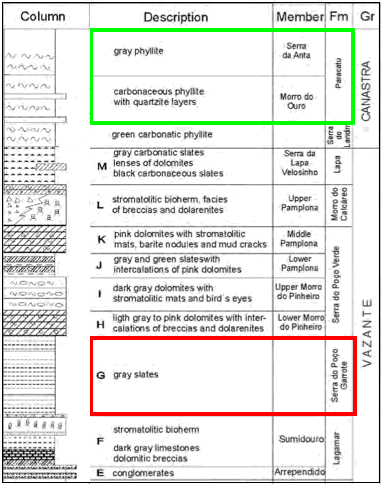 Column Description Member Fm Gr
gray phyllite
Serra
da Anta
carbonaceous phyllite
with quartzite layers
Morro do
Ouro
Paracatu
green carbonatic phyllite
Serra
do
Landim
CANASTRA
M gray carbonatic slates
lenses of dolomites
black carbonaceous slates
Serra da
Lapa
Velosinho
Lapa
L stromatolitic bioherm, facies
of breccias and dolarenites
Upper
Pamplona
Morro do
Calcáreo
K pink dolomites with stromatolitic
mats, barite nodules and mud cracks
Middle
Pamplona
J gray and green slateswith
intercalations of pink dolomites
Lower
Pamplona
I dark gray dolomites with
stromatolitic mats and bird s eyes
Upper Morro
do Pinheiro
H ligth gray to pink dolomites with inter-
calations of breccias and dolarenites
Lower Morro
do Pinheiro
Serra do Poço Verde
G gray slates
Serra do Poço
Garrote
F stromatolitic bioherm
dark gray limestones
dolomitic breccias
Sumidouro
E conglomerates
Arrependido
Lagamar
VAZANTE